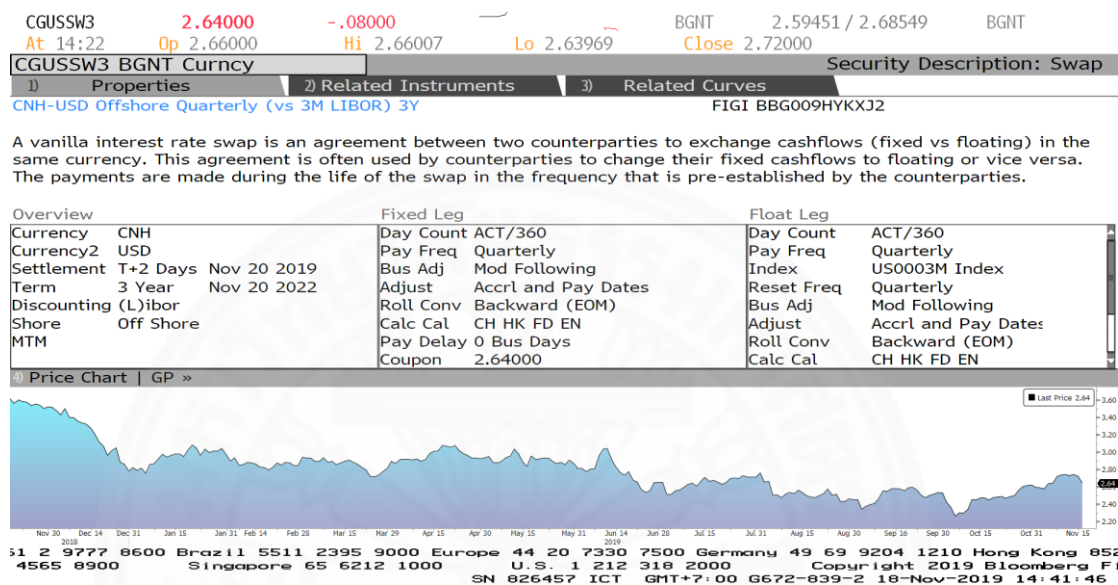 CGUSSW3 2.64000 -.08000 BGNT 2.59451 / 2.68549 BGNT
At 14:22 Op 2.66000 Hi 2.66007 Lo 2.63969 Close 2.72000
CGUSSW3 BGNT Curncy Security Description: Swap
1) Properties 2) Related Instruments 3) Related Curves
CNH-USD Offshore Quarterly (vs 3M LIBOR) 3Y FIGI BBG009HYKXJ2
A vanilla interest rate swap is an agreement between two counterparties to exchange cashflows (fixed vs floating) in the
same currency. This agreement is often used by counterparties to change their fixed cashflows to floating or vice versa.
The payments are made during the life of the swap in the frequency that is pre-established by the counterparties.
Overview Fixed Leg Float Leg
Currency CNH Day Count ACT/360 Day Count ACT/360
Currency2 USD Pay Freq Quarterly Pay Freq Quarterly
Settlement T+2 Days Nov 20 2019 Bus Adj Mod Following Index US0003M Index
Term 3 Year Nov 20 2022 Adjust Accrl and Pay Dates Reset Freq Quarterly
Discounting (L)ibor Roll Conv Backward (EOM) Bus Adj Mod Following
Shore Off Shore Calc Cal CH HK FD EN Adjust Accrl and Pay Dates
MTM Pay Delay 0 Bus Days Roll Conv Backward (EOM)
Coupon 2.64000 Calc Cal CH HK FD EN
4) Price Chart | GP »
Last Price 2.64
3.60
3.40
3.20
3.00
2.80
2.64
2.40
2.20
Nov 30 Dec 14 Dec 31 Jan 15 Jan 31 Feb 14 Feb 28 Mar 15 Mar 29 Apr 15 Apr 30 May 15 May 31 Jun 14 Jun 28 Jul 15 Jul 31 Aug 15 Aug 30 Sep 16 Sep 30 Oct 15 Oct 31 Nov 15
2018 2019
51 2 9777 8600 Brazil 5511 2395 9000 Europe 44 20 7330 7500 Germany 49 69 9204 1210 Hong Kong 852
4565 8900 Singapore 65 6212 1000 U.S. 1 212 318 2000 Copyright 2019 Bloomberg F
SN 826457 ICT GMT+7:00 G672-839-2 18-Nov-2019 14:41:46